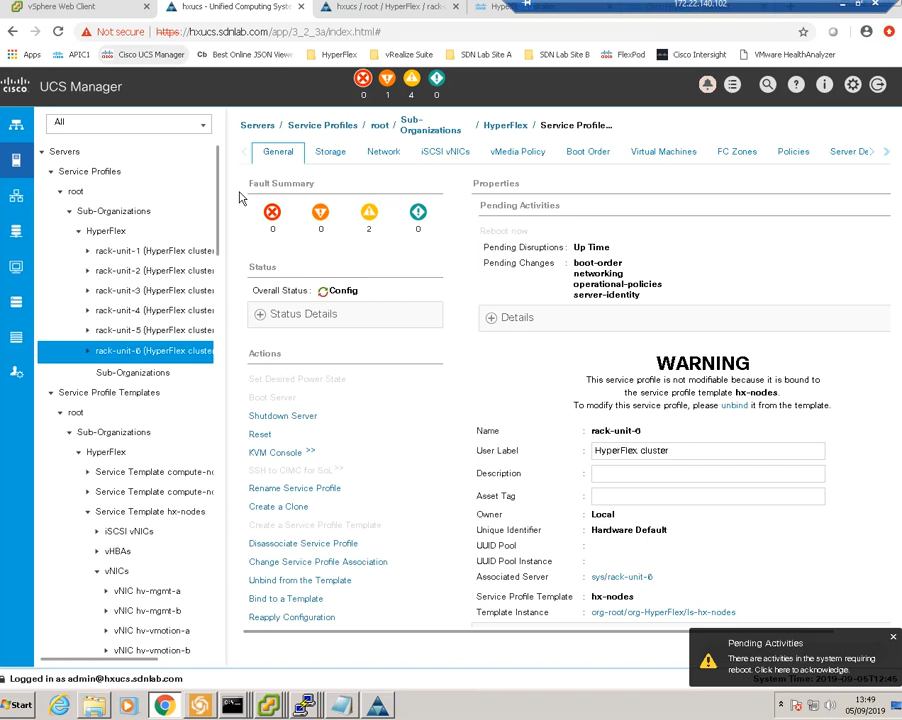 vSphere Web Client
hxucs - Unified Computing Syste
hxucs / root / HyperFlex / rack-
Hype
172.22.140.102
Not secure
https://hxucs.sdnlab.com/app/3_2_3a/index.html#
Apps
APIC1
Cisco UCS Manager
Cb Best Online JSON
HyperFlex
vRealize Suite
SDN Lab Site A
SDN Lab Site B
FlexPod
Cisco Intersight
VMware HealthAnalyzer
cisco
UCS Manager
0 1 4 0
All
Servers
Service Profiles
root
Sub-Organizations
HyperFlex
rack-unit-1 (HyperFlex cluster
rack-unit-2 (HyperFlex cluster
rack-unit-3 (HyperFlex cluster
rack-unit-4 (HyperFlex cluster
rack-unit-5 (HyperFlex cluster
rack-unit-6 (HyperFlex cluster
Sub-Organizations
Service Profile Templates
root
Sub-Organizations
HyperFlex
Service Template compute-no
Service Template compute-no
Service Template hx-nodes
iSCSI vNICs
vHBAs
vNICs
vNIC hv-mgmt-a
vNIC hv-mgmt-b
vNIC hv-vmotion-a
vNIC hv-vmotion-b
Servers / Service Profiles / root / Sub-Organizations / HyperFlex / Service Profile...
General
Storage
Network
iSCSI vNICs
vMedia Policy
Boot Order
Virtual Machines
FC Zones
Policies
Server De
Fault Summary
0 0 2 0
Status
Overall Status : Config
Status Details
Actions
Set Desired Power State
Boot Server
Shutdown Server
Reset
KVM Console >>
SSH to CIMC for SoL >>
Rename Service Profile
Create a Clone
Create a Service Profile Template
Disassociate Service Profile
Change Service Profile Association
Unbind from the Template
Bind to a Template
Reapply Configuration
Properties
Pending Activities
Reboot now
Pending Disruptions : Up Time
Pending Changes : boot-order
networking
operational-policies
server-identity
Details
WARNING
This service profile is not modifiable because it is bound to
the service profile template hx-nodes.
To modify this service profile, please unbind it from the template.
Name : rack-unit-6
User Label : HyperFlex cluster
Description :
Asset Tag :
Owner : Local
Unique Identifier : Hardware Default
UUID Pool :
UUID Pool Instance :
Associated Server : sys/rack-unit-6
Service Profile Template : hx-nodes
Template Instance : org-root/org-HyperFlex/ls-hx-nodes
Pending Activities
There are activities in the system requiring
reboot. Click here to acknowledge.
Logged in as admin@hxucs.sdnlab.com
System Time: 2019-09-05T12:45
Start
13:49
05/09/2019